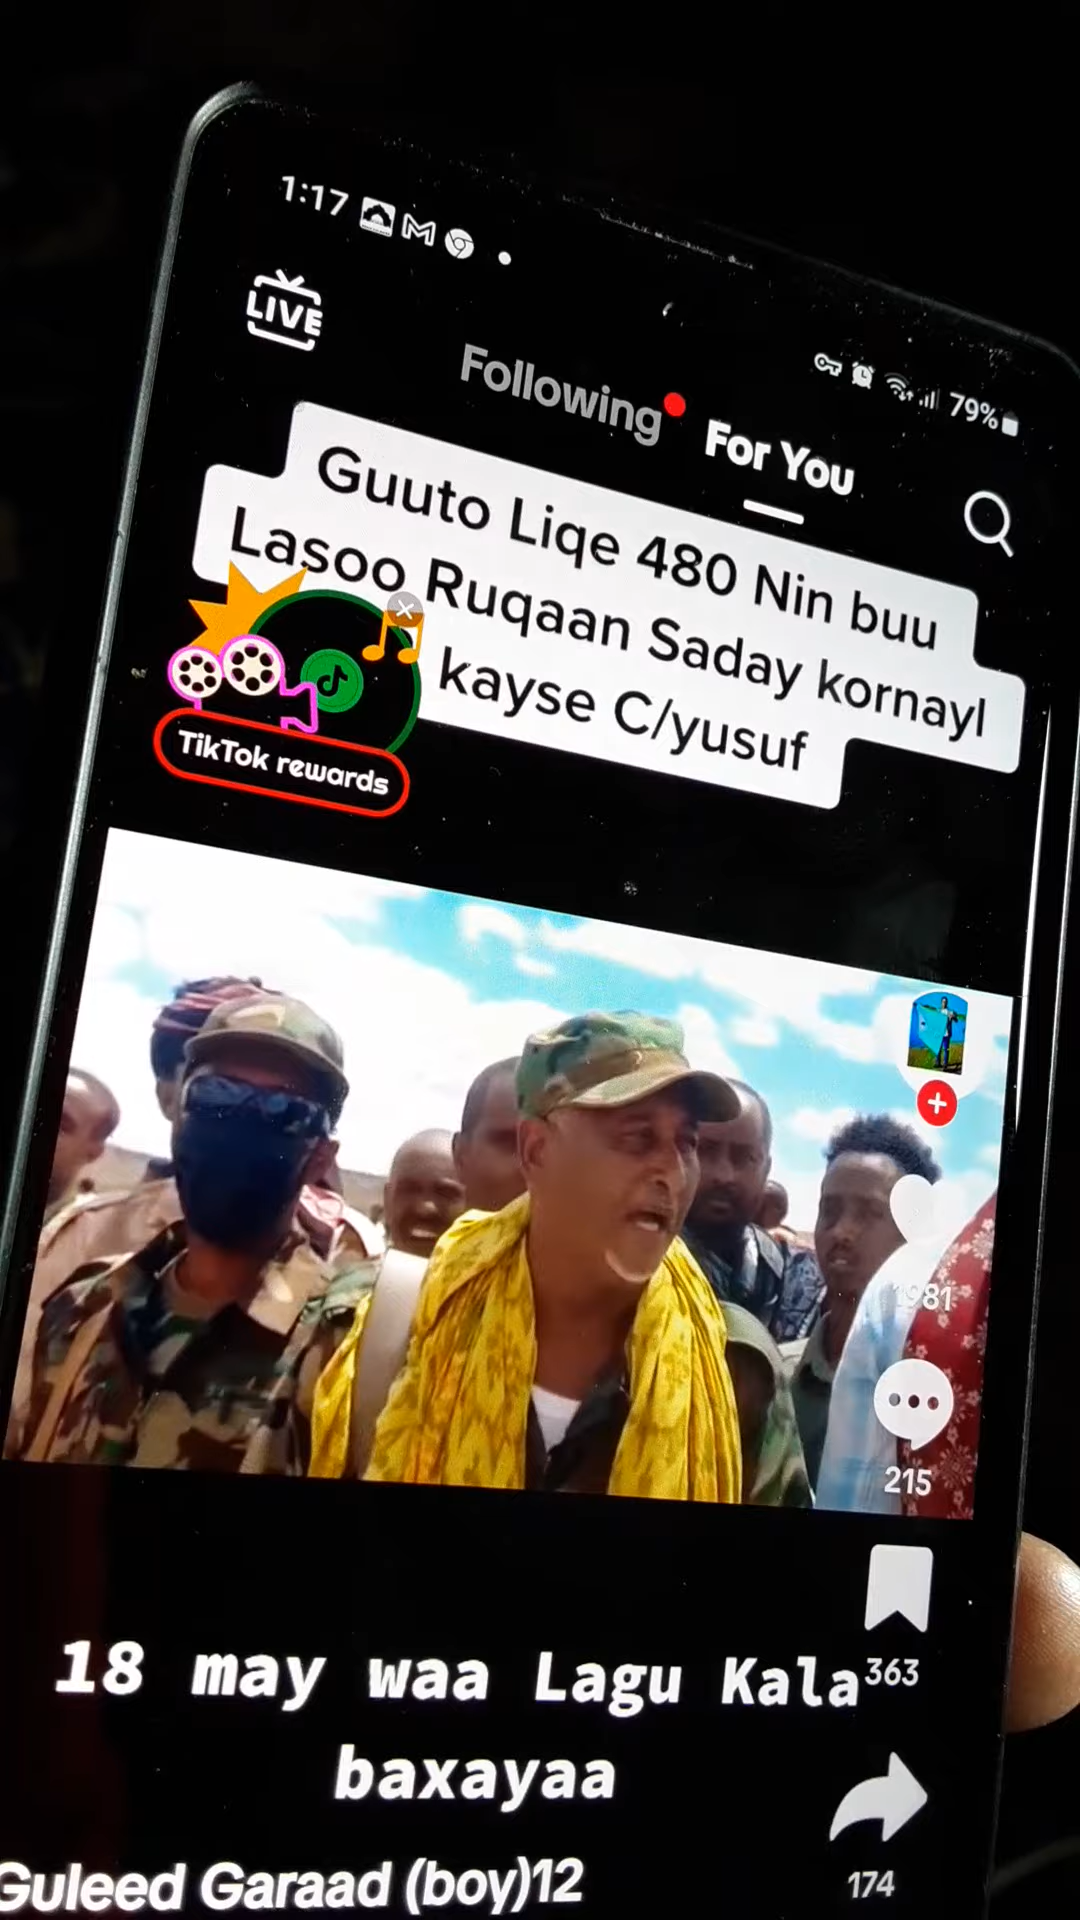 1:17
79%
LIVE
Following
For You
Guuto Liqe 480 Nin buu
Lasoo Ruqaan Saday kornayl
kayse C/yusuf
TikTok rewards
1981
215
363
18 may waa Lagu Kala
baxayaa
174
Guleed Garaad (boy)12